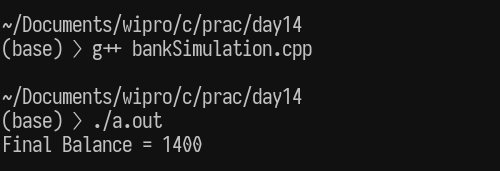 ~/Documents/wipro/c/prac/day14
(base) > g++ bankSimulation.cpp
~/Documents/wipro/c/prac/day14
(base) > ./a.out
Final Balance = 1400